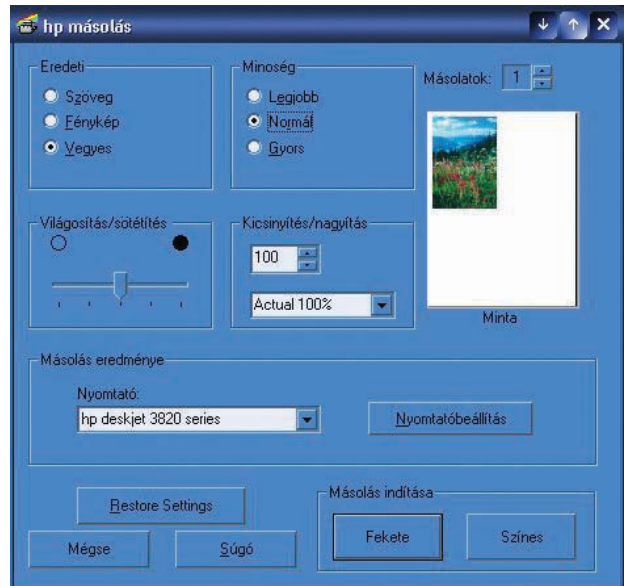 hp másolás
Eredeti
Szöveg
Fénykép
Vegyes
Minoség
Legjobb
Normál
Gyors
Másolatok: 1
Minta
Világosítás/sötétítés
Kicsinyítés/nagyítás
100
Actual 100%
Másolás eredménye
Nyomtató:
hp deskjet 3820 series
Nyomtatóbeállítás
Restore Settings
Mégse
Súgó
Másolás indítása
Fekete
Színes